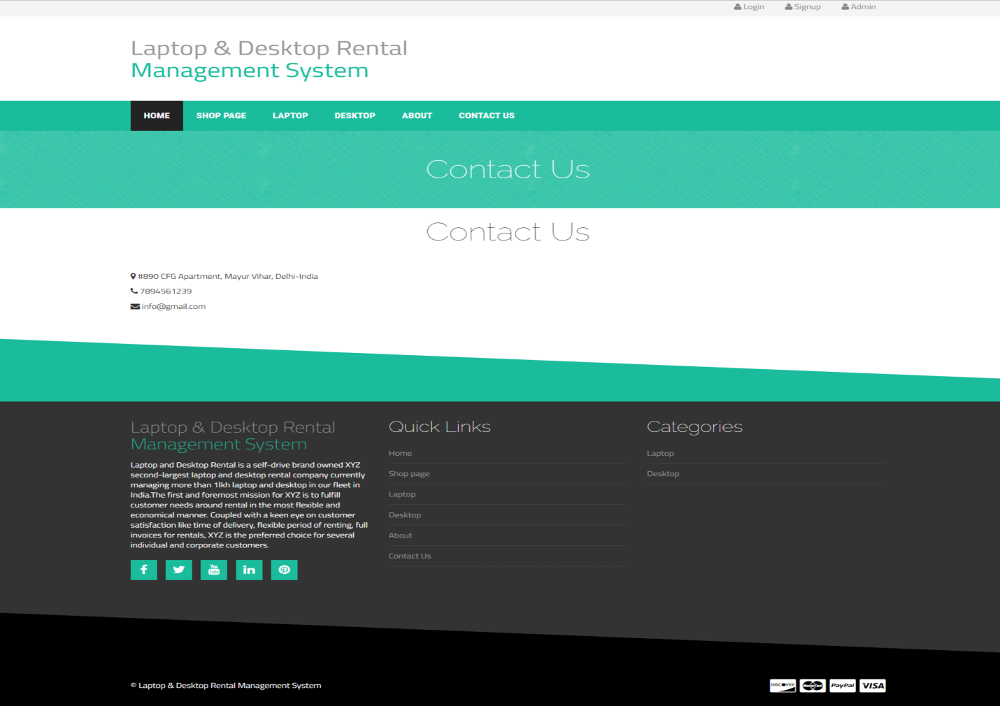 Login Signup Admin
Laptop & Desktop Rental
Management System
HOME SHOP PAGE LAPTOP DESKTOP ABOUT CONTACT US
Contact Us
Contact Us
#890 CFG Apartment, Mayur Vihar, Delhi-India
7894561239
info@gmail.com
Laptop & Desktop Rental
Management System
Laptop and Desktop Rental is a self-drive brand owned XYZ
second-largest laptop and desktop rental company currently
managing more than 1lkh laptop and desktop in our fleet in
India.The first and foremost mission for XYZ is to fulfill
customer needs around rental in the most flexible and
economical manner. Coupled with a keen eye on customer
satisfaction like time of delivery, flexible period of renting, full
invoices for rentals, XYZ is the preferred choice for several
individual and corporate customers.
You
Tube
Quick Links
Home
Shop page
Laptop
Desktop
About
Contact Us
Categories
Laptop
Desktop
© Laptop & Desktop Rental Management System
DISCOVER MasterCard PayPal VISA